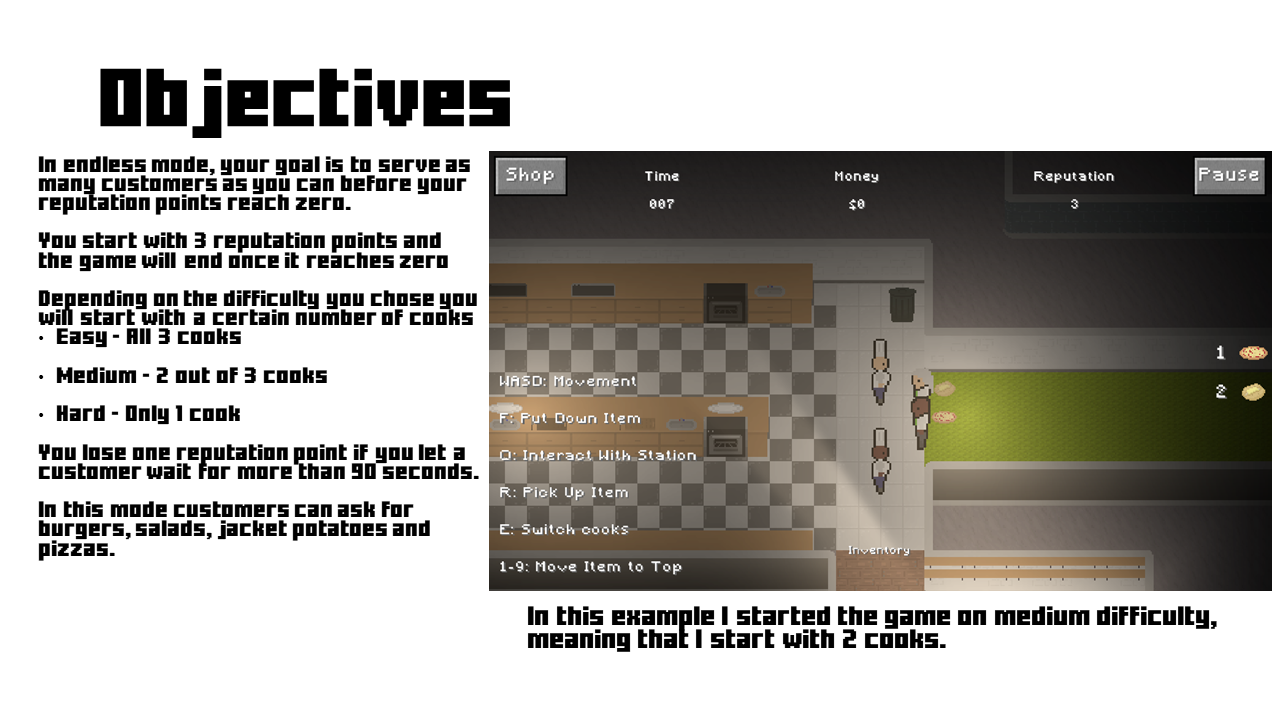 Objectives
In endless mode, your goal is to serve as
many customers as you can before your
reputation points reach zero.
You start with 3 reputation points and
the game will end once it reaches zero
Depending on the difficulty you chose you
will start with a certain number of cooks
• Easy - All 3 cooks
• Medium - 2 out of 3 cooks
• Hard - Only 1 cook
You lose one reputation point if you let a
customer wait for more than 90 seconds.
In this mode customers can ask for
burgers, salads, jacket potatoes and
pizzas.
Shop
Time
007
Money
$0
Reputation
3
Pause
1
2
WASD: Movement
F: Put Down Item
Q: Interact With Station
R: Pick Up Item
E: Switch cooks
1-9: Move Item to Top
Inventory
In this example I started the game on medium difficulty,
meaning that I start with 2 cooks.